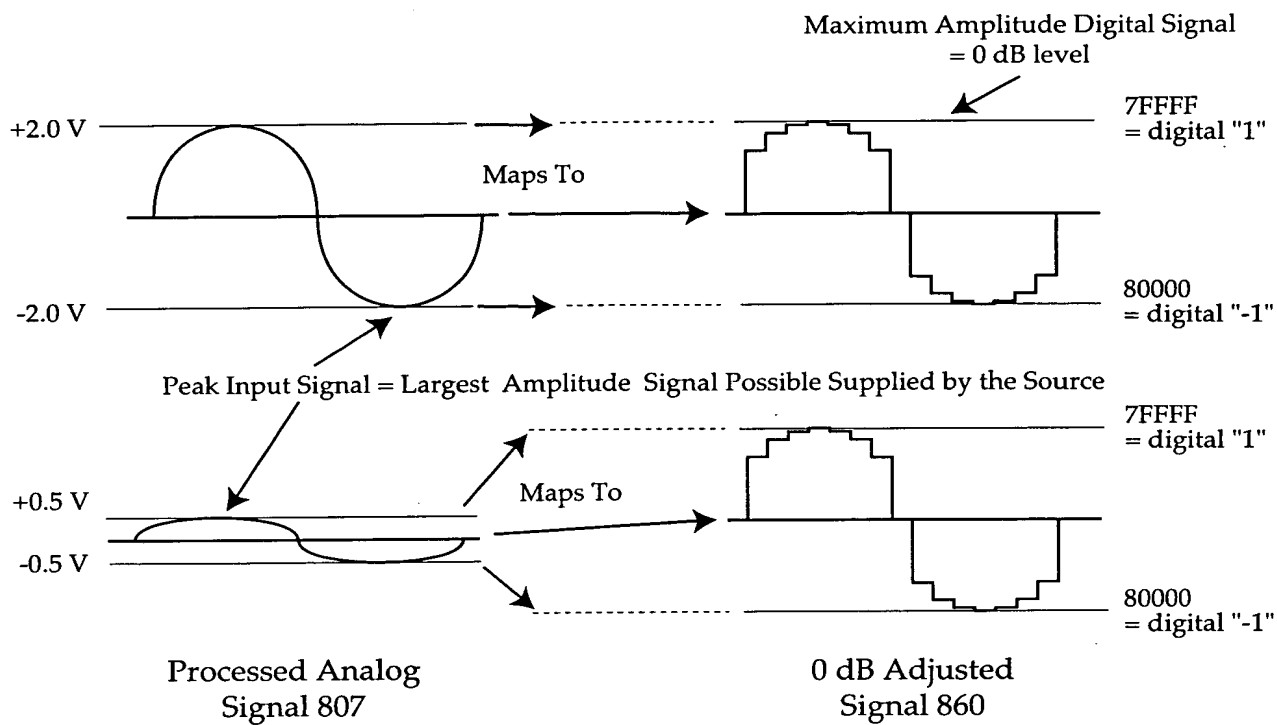 Maximum Amplitude Digital Signal
= 0 dB level
+2.0 V
7FFFF
= digital "1"
Maps To
-2.0 V
80000
= digital "-1"
Peak Input Signal = Largest Amplitude Signal Possible Supplied by the Source
7FFFF
= digital "1"
+0.5 V
Maps To
-0.5 V
80000
= digital "-1"
Processed Analog
Signal 807
0 dB Adjusted
Signal 860